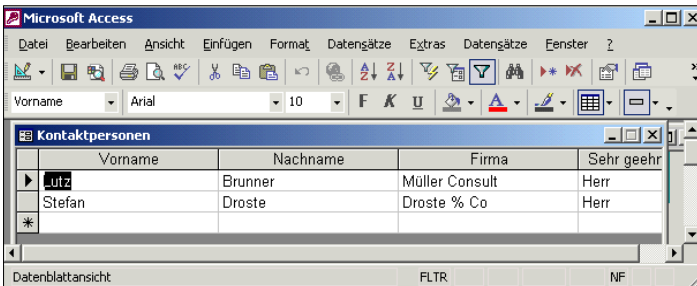 Microsoft Access
Datei Bearbeiten Ansicht Einfügen Format Datensätze Extras Datensätze Fenster ?
Vorname Arial 10 F K U A
Kontaktpersonen
Vorname Nachname Firma Sehr geehr
Lutz Brunner Müller Consult Herr
Stefan Droste Droste % Co Herr
Datenblattansicht FLTR NF